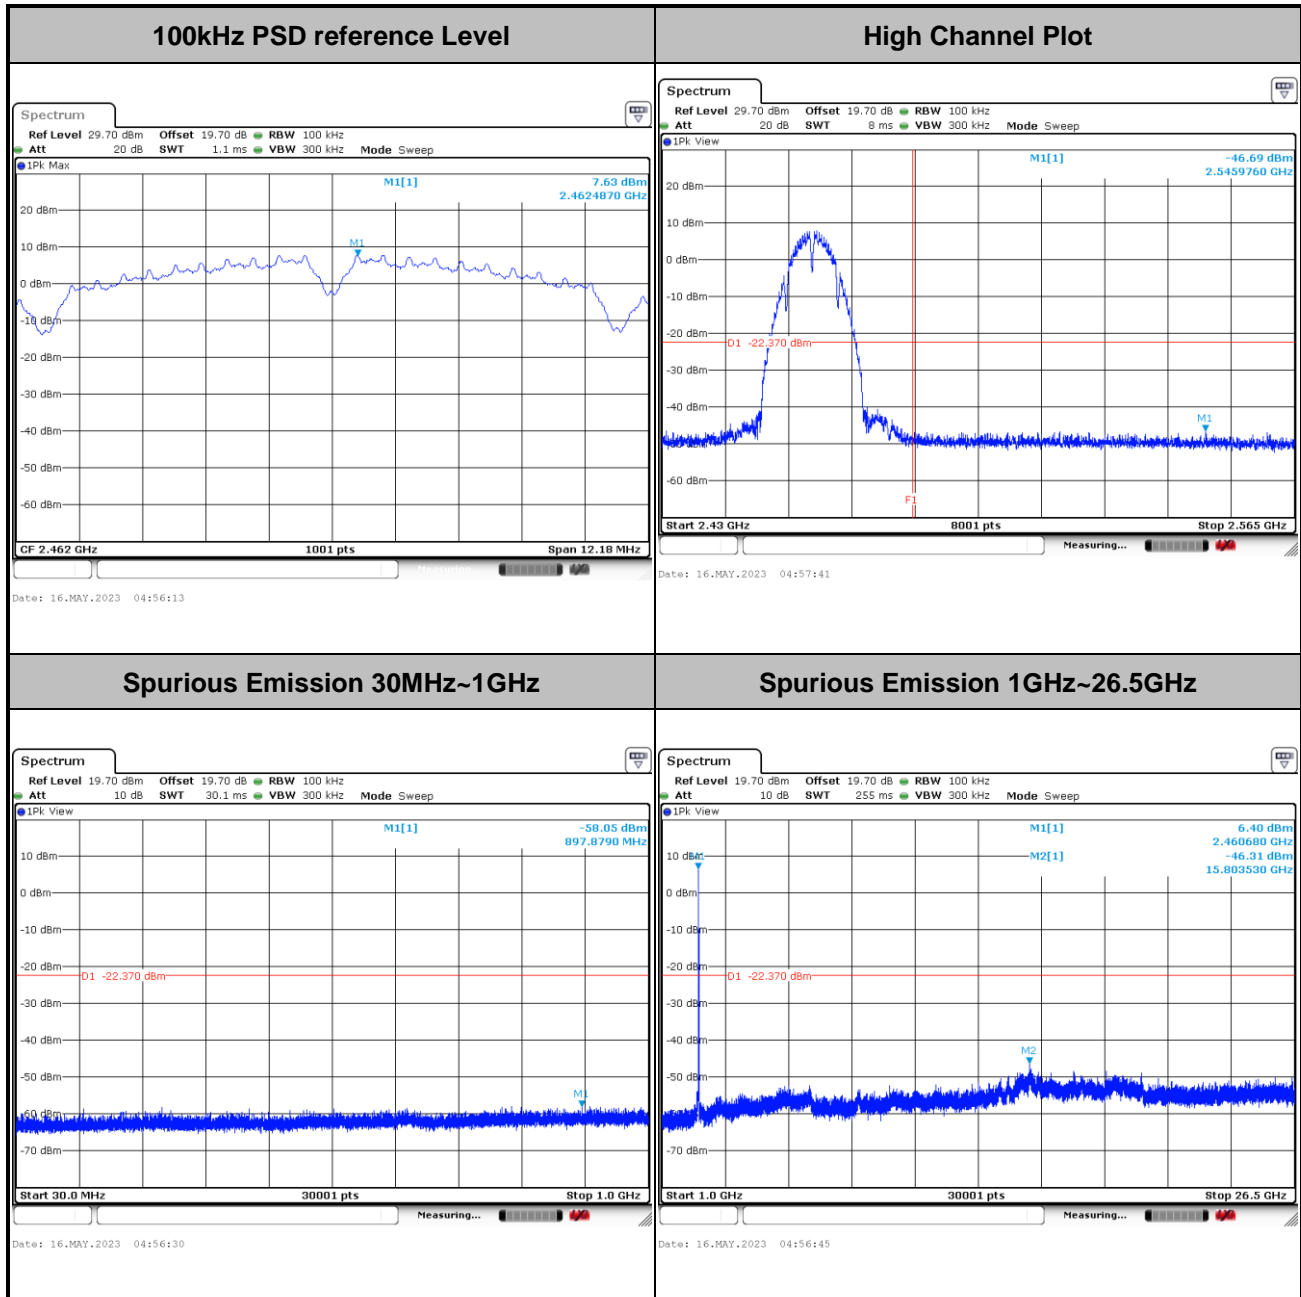 100kHz PSD reference Level
High Channel Plot
Spectrum
Ref Level 29.70 dBm Offset 19.70 dB RBW 100 kHz
Att 20 dB SWT 1.1 ms VBW 300 kHz Mode Sweep
1Pk Max
M1[1] 7.63 dBm
2.4624870 GHz
M1
20 dBm
10 dBm
0 dBm
-10 dBm
-20 dBm
-30 dBm
-40 dBm
-50 dBm
-60 dBm
CF 2.462 GHz 1001 pts Span 12.18 MHz
Measuring...
Date: 16.MAY.2023 04:56:13
Spectrum
Ref Level 29.70 dBm Offset 19.70 dB RBW 100 kHz
Att 20 dB SWT 8 ms VBW 300 kHz Mode Sweep
1Pk View
M1[1] -46.69 dBm
2.5459760 GHz
20 dBm
10 dBm
0 dBm
-10 dBm
-20 dBm
D1 -22.370 dBm
-30 dBm
-40 dBm
M1
-50 dBm
-60 dBm
F1
Start 2.43 GHz 8001 pts Stop 2.565 GHz
Measuring...
Date: 16.MAY.2023 04:57:41
Spurious Emission 30MHz~1GHz
Spurious Emission 1GHz~26.5GHz
Spectrum
Ref Level 19.70 dBm Offset 19.70 dB RBW 100 kHz
Att 10 dB SWT 30.1 ms VBW 300 kHz Mode Sweep
1Pk View
M1[1] -58.05 dBm
897.8790 MHz
10 dBm
0 dBm
-10 dBm
-20 dBm
D1 -22.370 dBm
-30 dBm
-40 dBm
-50 dBm
M1
-60 dBm
-70 dBm
Start 30.0 MHz 30001 pts Stop 1.0 GHz
Measuring...
Date: 16.MAY.2023 04:56:30
Spectrum
Ref Level 19.70 dBm Offset 19.70 dB RBW 100 kHz
Att 10 dB SWT 255 ms VBW 300 kHz Mode Sweep
1Pk View
M1[1] 6.40 dBm
2.460680 GHz
M2[1] -46.31 dBm
15.803530 GHz
10 dBm
M1
0 dBm
-10 dBm
-20 dBm
D1 -22.370 dBm
-30 dBm
-40 dBm
M2
-50 dBm
-60 dBm
-70 dBm
Start 1.0 GHz 30001 pts Stop 26.5 GHz
Measuring...
Date: 16.MAY.2023 04:56:45